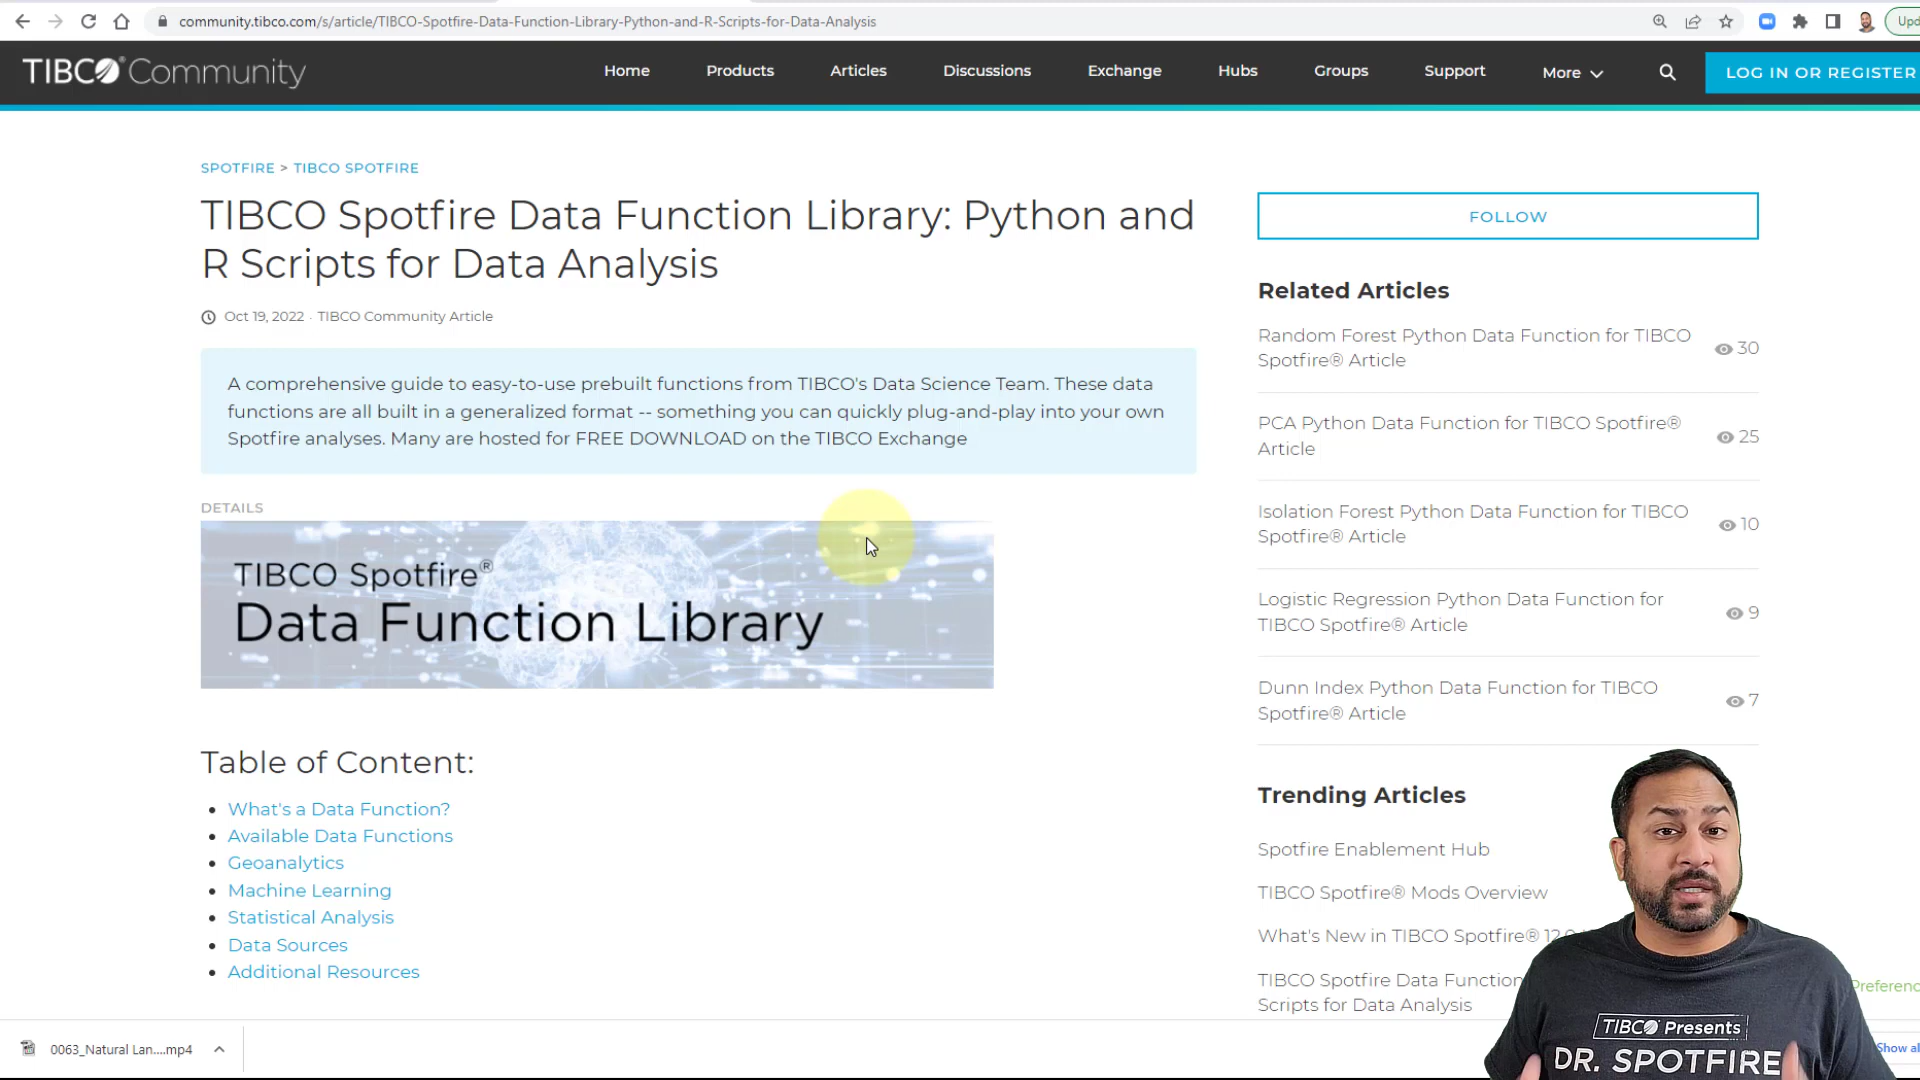 community.tibco.com/s/article/TIBCO-Spotfire-Data-Function-Library-Python-and-R-Scripts-for-Data-Analysis
TIBCO® Community
Home
Products
Articles
Discussions
Exchange
Hubs
Groups
Support
More
LOG IN OR REGISTER
SPOTFIRE > TIBCO SPOTFIRE
TIBCO Spotfire Data Function Library: Python and
R Scripts for Data Analysis
Oct 19, 2022 · TIBCO Community Article
A comprehensive guide to easy-to-use prebuilt functions from TIBCO's Data Science Team. These data
functions are all built in a generalized format -- something you can quickly plug-and-play into your own
Spotfire analyses. Many are hosted for FREE DOWNLOAD on the TIBCO Exchange
DETAILS
TIBCO Spotfire®
Data Function Library
Table of Content:
• What's a Data Function?
• Available Data Functions
• Geoanalytics
• Machine Learning
• Statistical Analysis
• Data Sources
• Additional Resources
FOLLOW
Related Articles
Random Forest Python Data Function for TIBCO
Spotfire® Article
30
PCA Python Data Function for TIBCO Spotfire®
Article
25
Isolation Forest Python Data Function for TIBCO
Spotfire® Article
10
Logistic Regression Python Data Function for
TIBCO Spotfire® Article
9
Dunn Index Python Data Function for TIBCO
Spotfire® Article
7
Trending Articles
Spotfire Enablement Hub
TIBCO Spotfire® Mods Overview
What's New in TIBCO Spotfire®
TIBCO Spotfire Data Function
Scripts for Data Analysis
TIBCO Presents
DR. SPOTFIRE
0063_Natural Lan....mp4